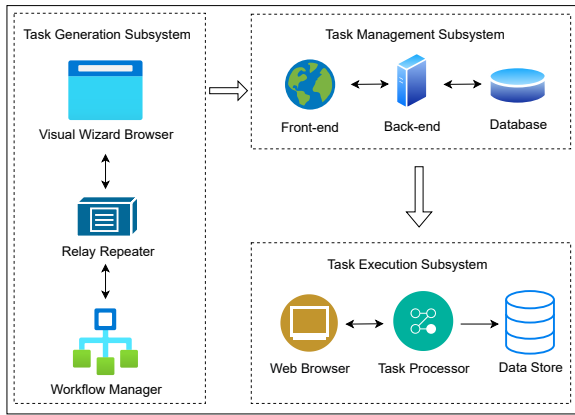 Task Generation Subsystem
Visual Wizard Browser
Relay Repeater
Workflow Manager
Task Management Subsystem
Front-end
Back-end
Database
Task Execution Subsystem
Web Browser
Task Processor
Data Store